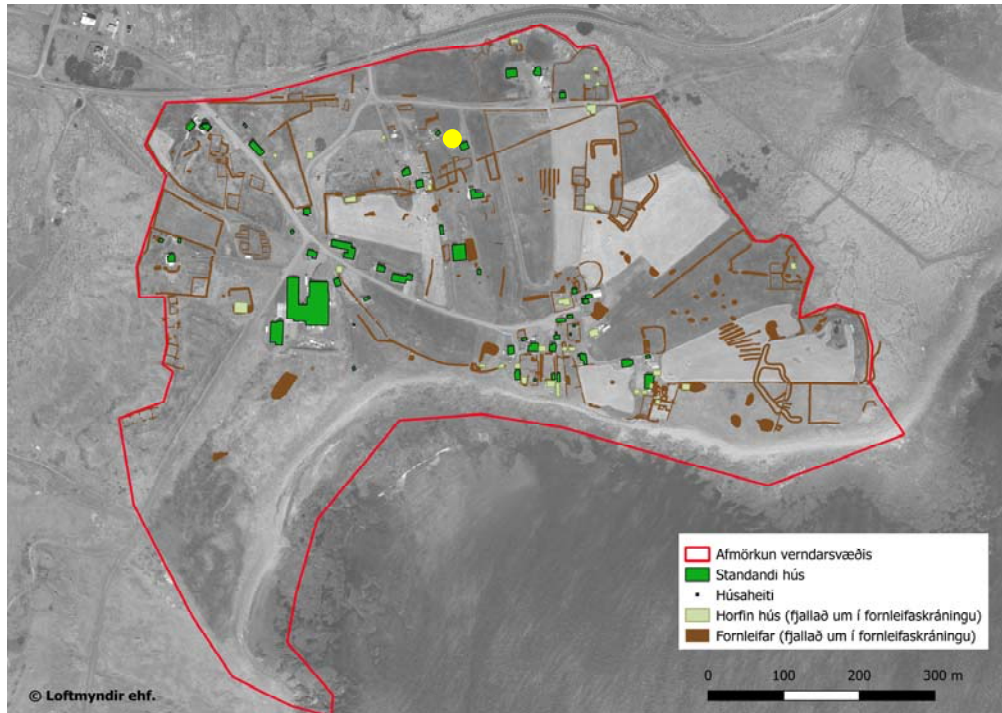 Afmörkun verndarsvæðis
Standandi hús
Húsaheiti
Horfin hús (fjallað um í fornleifaskráningu)
Fornleifar (fjallað um í fornleifaskráningu)
0 100 200 300 m
© Loftmyndir ehf.